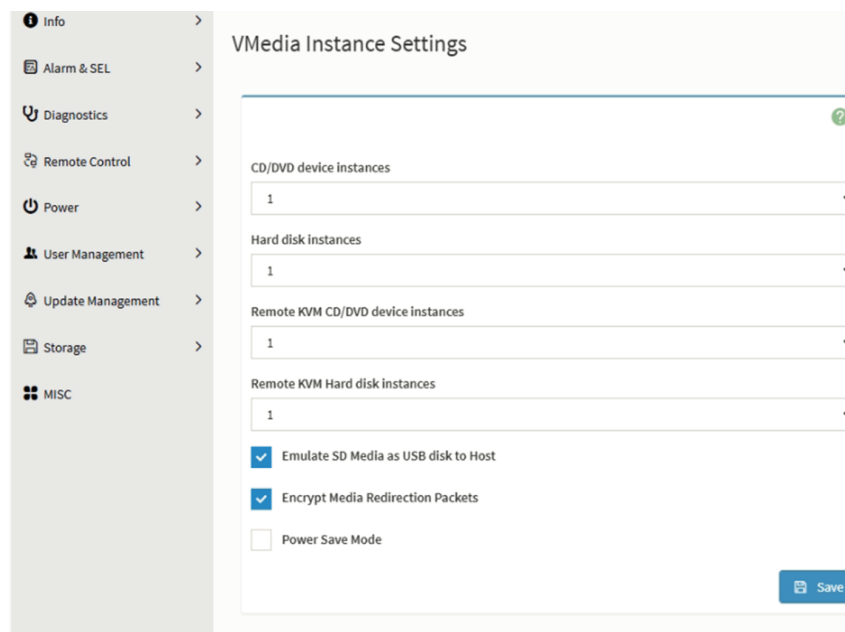 Info
Alarm & SEL
Diagnostics
Remote Control
Power
User Management
Update Management
Storage
MISC
VMedia Instance Settings
?
CD/DVD device instances
1
Hard disk instances
1
Remote KVM CD/DVD device instances
1
Remote KVM Hard disk instances
1
Emulate SD Media as USB disk to Host
Encrypt Media Redirection Packets
Power Save Mode
Save